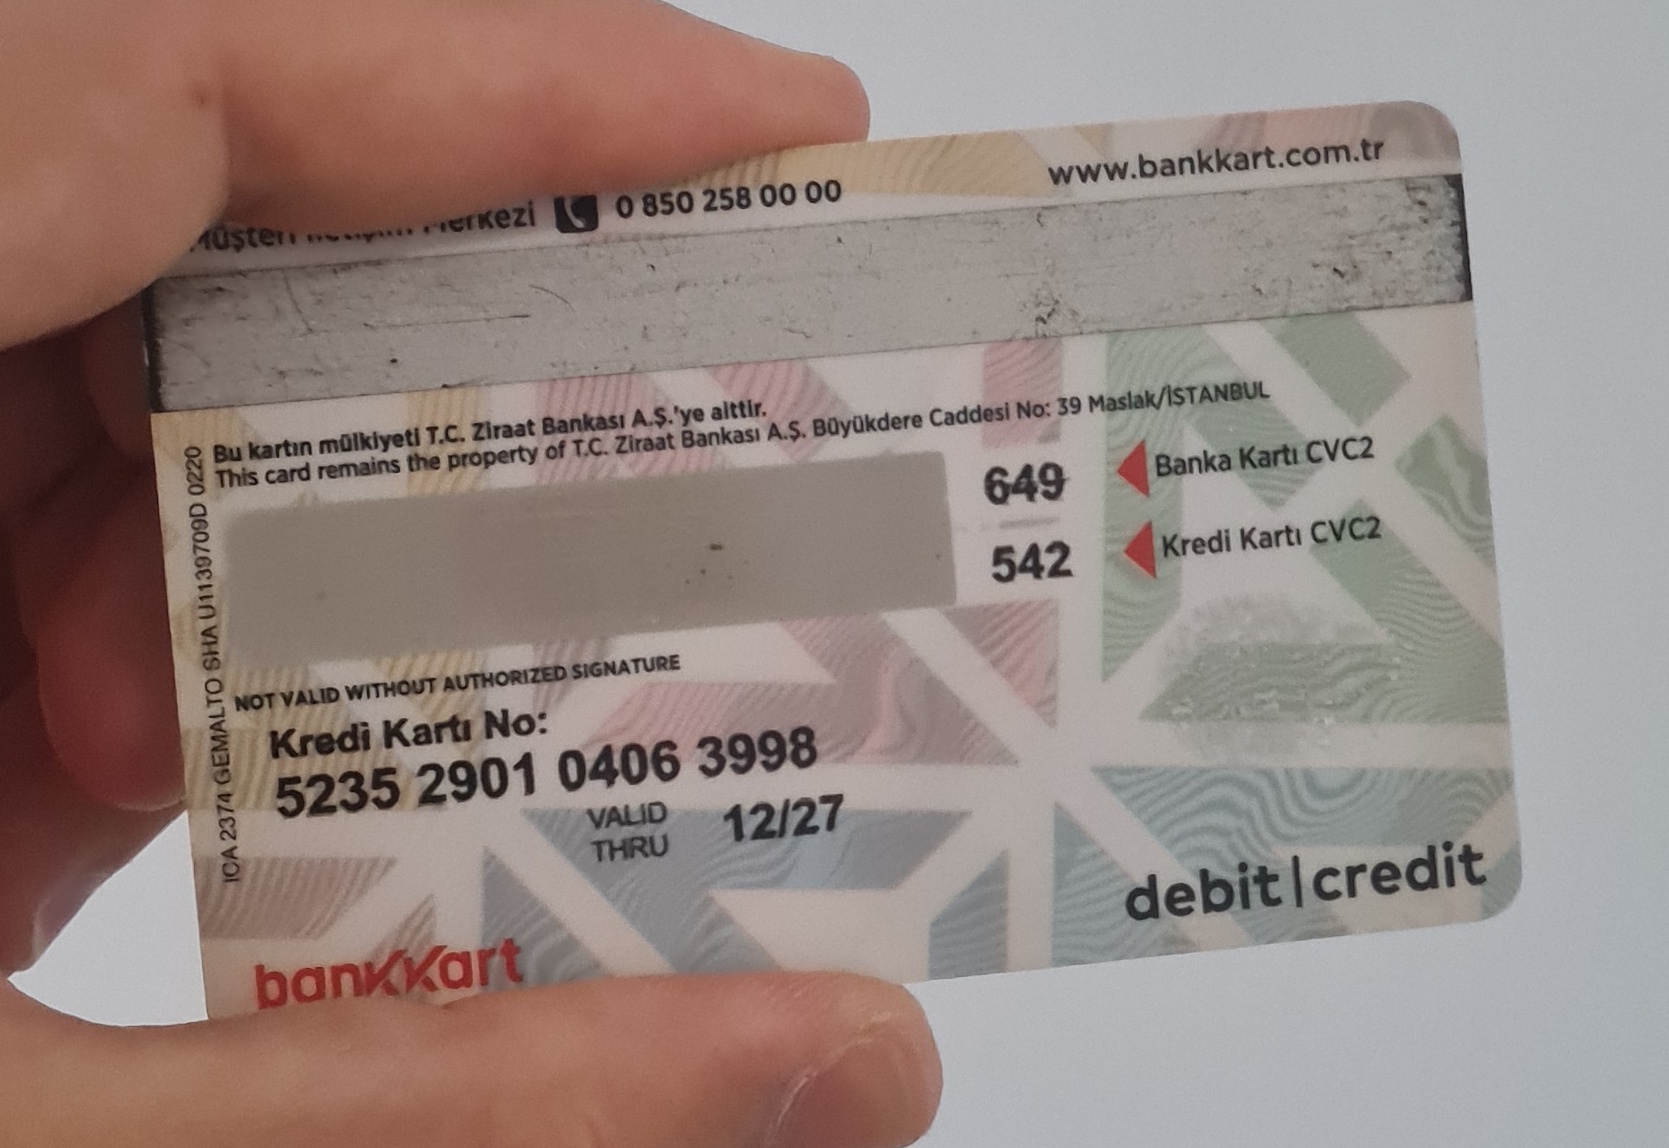 Merkezi 0 850 258 00 00 www.bankkart.com.tr
Bu kartın mülkiyeti T.C. Ziraat Bankası A.Ş.'ye aittir.
This card remains the property of T.C. Ziraat Bankası A.Ş. Büyükdere Caddesi No: 39 Maslak/İSTANBUL
649 Banka Kartı CVC2
542 Kredi Kartı CVC2
NOT VALID WITHOUT AUTHORIZED SIGNATURE
Kredi Kartı No:
5235 2901 0406 3998
VALID
THRU 12/27
debit|credit
bankkart
ICA 2374 GEMALTO SHA U1139709D 0220